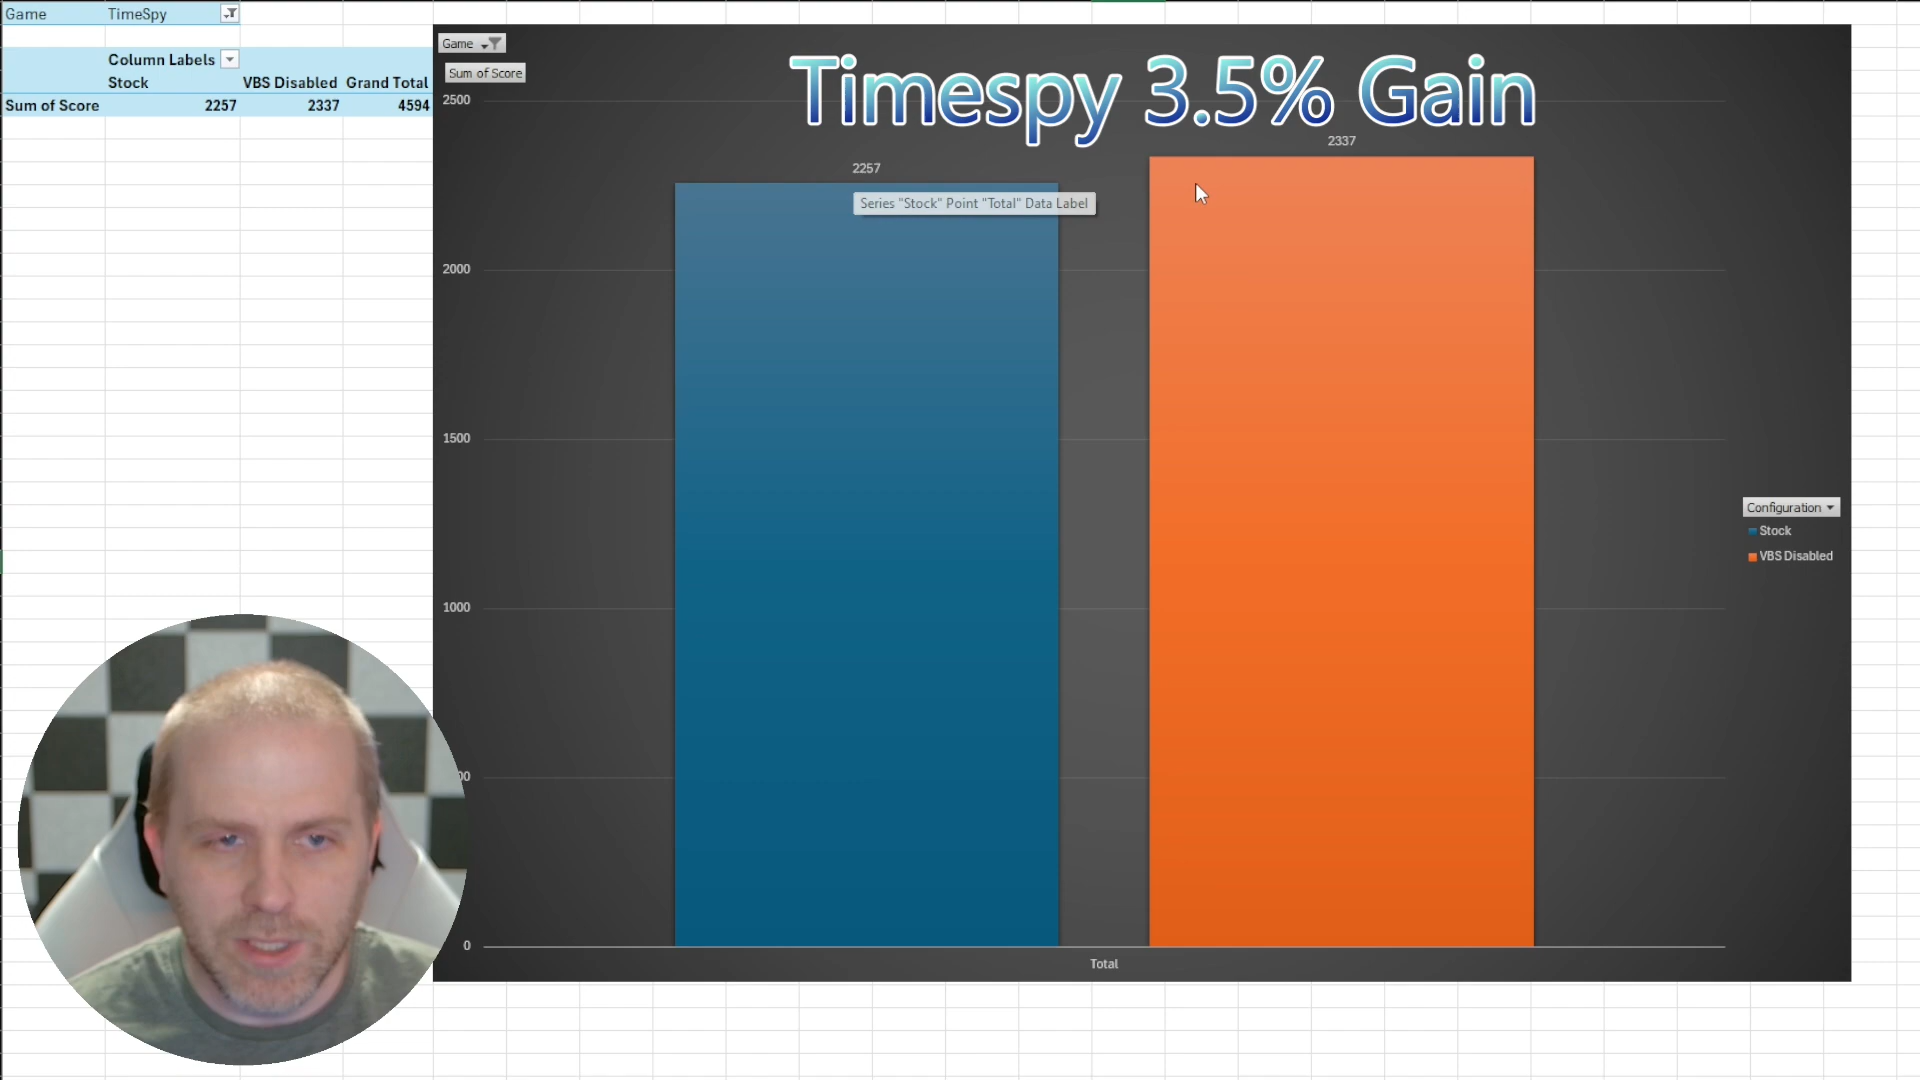 Game TimeSpy
Column Labels
Stock VBS Disabled Grand Total
Sum of Score 2257 2337 4594
Game
Sum of Score
Timespy 3.5% Gain
2500
2337
2257
Series "Stock" Point "Total" Data Label
2000
1500
Configuration
Stock
VBS Disabled
1000
00
0
Total